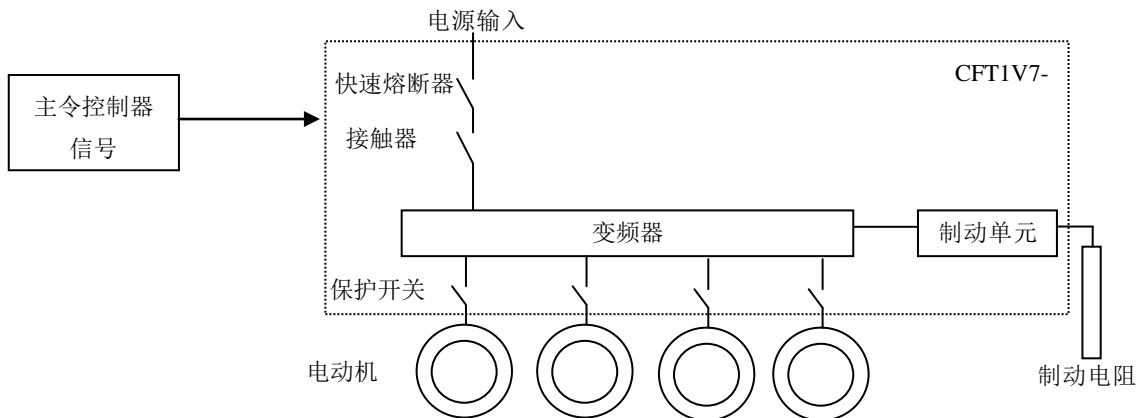 电源输入
CFT1V7-
快速熔断器
主令控制器
信号
接触器
变频器
制动单元
保护开关
电动机
制动电阻